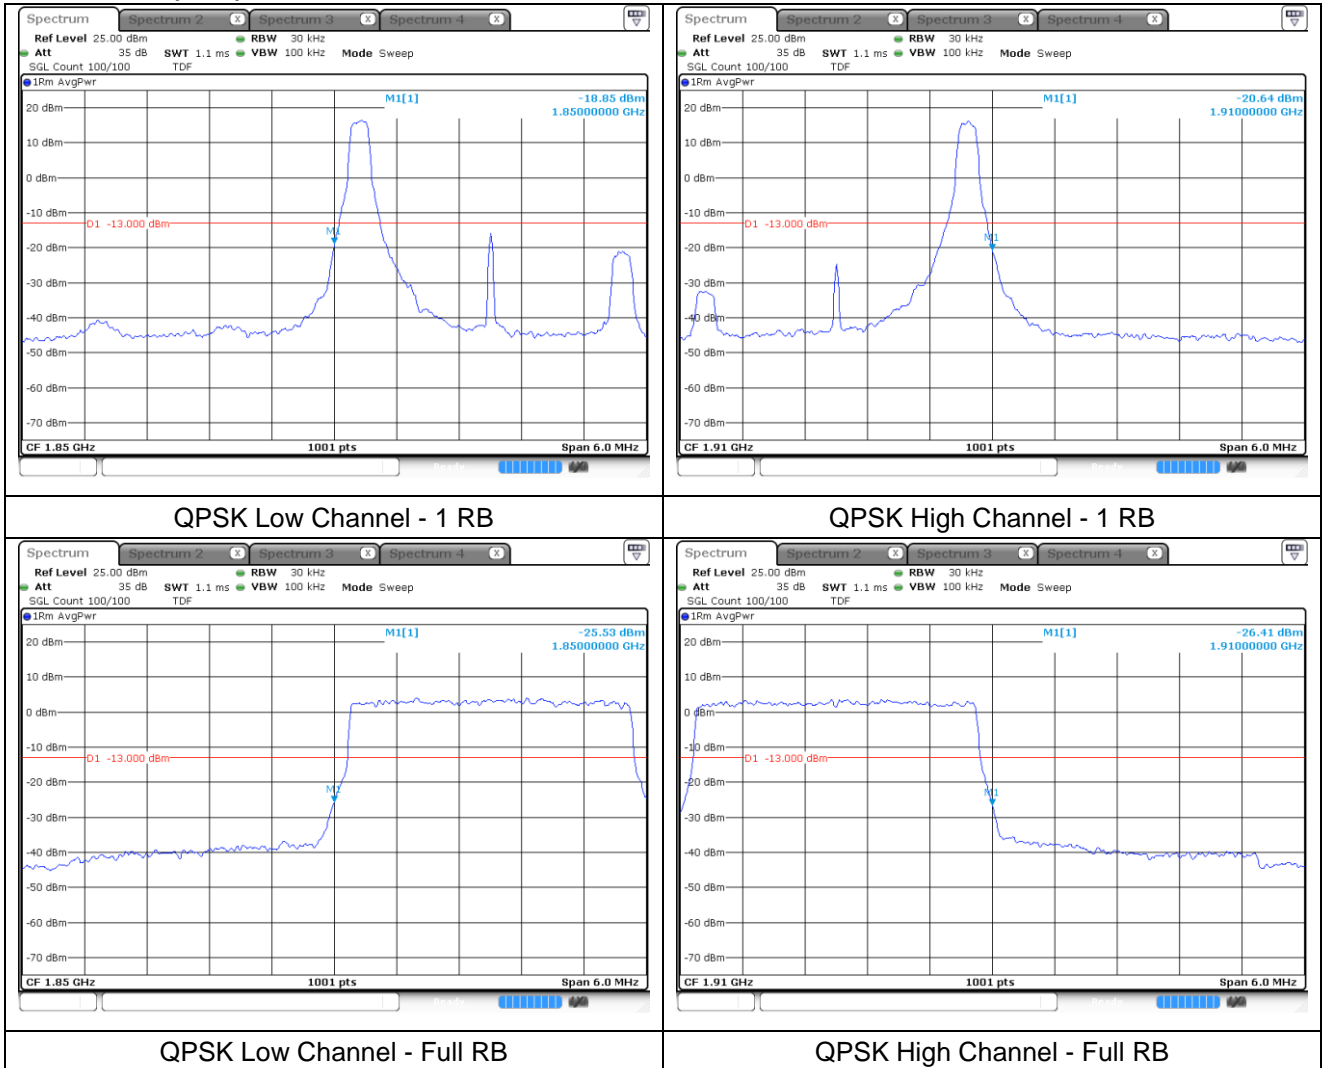 Spectrum Spectrum 2 X Spectrum 3 X Spectrum 4 X
Ref Level 25.00 dBm RBW 30 kHz
Att 35 dB SWT 1.1 ms VBW 100 kHz Mode Sweep
SGL Count 100/100 TDF
1Rm AvgPwr
M1[1] -18.85 dBm
1.85000000 GHz
20 dBm
10 dBm
0 dBm
-10 dBm
D1 -13.000 dBm
M1
-20 dBm
-30 dBm
-40 dBm
-50 dBm
-60 dBm
-70 dBm
CF 1.85 GHz 1001 pts Span 6.0 MHz
QPSK Low Channel - 1 RB
Spectrum Spectrum 2 X Spectrum 3 X Spectrum 4 X
Ref Level 25.00 dBm RBW 30 kHz
Att 35 dB SWT 1.1 ms VBW 100 kHz Mode Sweep
SGL Count 100/100 TDF
1Rm AvgPwr
M1[1] -20.64 dBm
1.91000000 GHz
20 dBm
10 dBm
0 dBm
-10 dBm
D1 -13.000 dBm
M1
-20 dBm
-30 dBm
-40 dBm
-50 dBm
-60 dBm
-70 dBm
CF 1.91 GHz 1001 pts Span 6.0 MHz
QPSK High Channel - 1 RB
Spectrum Spectrum 2 X Spectrum 3 X Spectrum 4 X
Ref Level 25.00 dBm RBW 30 kHz
Att 35 dB SWT 1.1 ms VBW 100 kHz Mode Sweep
SGL Count 100/100 TDF
1Rm AvgPwr
M1[1] -25.53 dBm
1.85000000 GHz
20 dBm
10 dBm
0 dBm
-10 dBm
D1 -13.000 dBm
-20 dBm
M1
-30 dBm
-40 dBm
-50 dBm
-60 dBm
-70 dBm
CF 1.85 GHz 1001 pts Span 6.0 MHz
QPSK Low Channel - Full RB
Spectrum Spectrum 2 X Spectrum 3 X Spectrum 4 X
Ref Level 25.00 dBm RBW 30 kHz
Att 35 dB SWT 1.1 ms VBW 100 kHz Mode Sweep
SGL Count 100/100 TDF
1Rm AvgPwr
M1[1] -26.41 dBm
1.91000000 GHz
20 dBm
10 dBm
0 dBm
-10 dBm
D1 -13.000 dBm
-20 dBm
M1
-30 dBm
-40 dBm
-50 dBm
-60 dBm
-70 dBm
CF 1.91 GHz 1001 pts Span 6.0 MHz
QPSK High Channel - Full RB